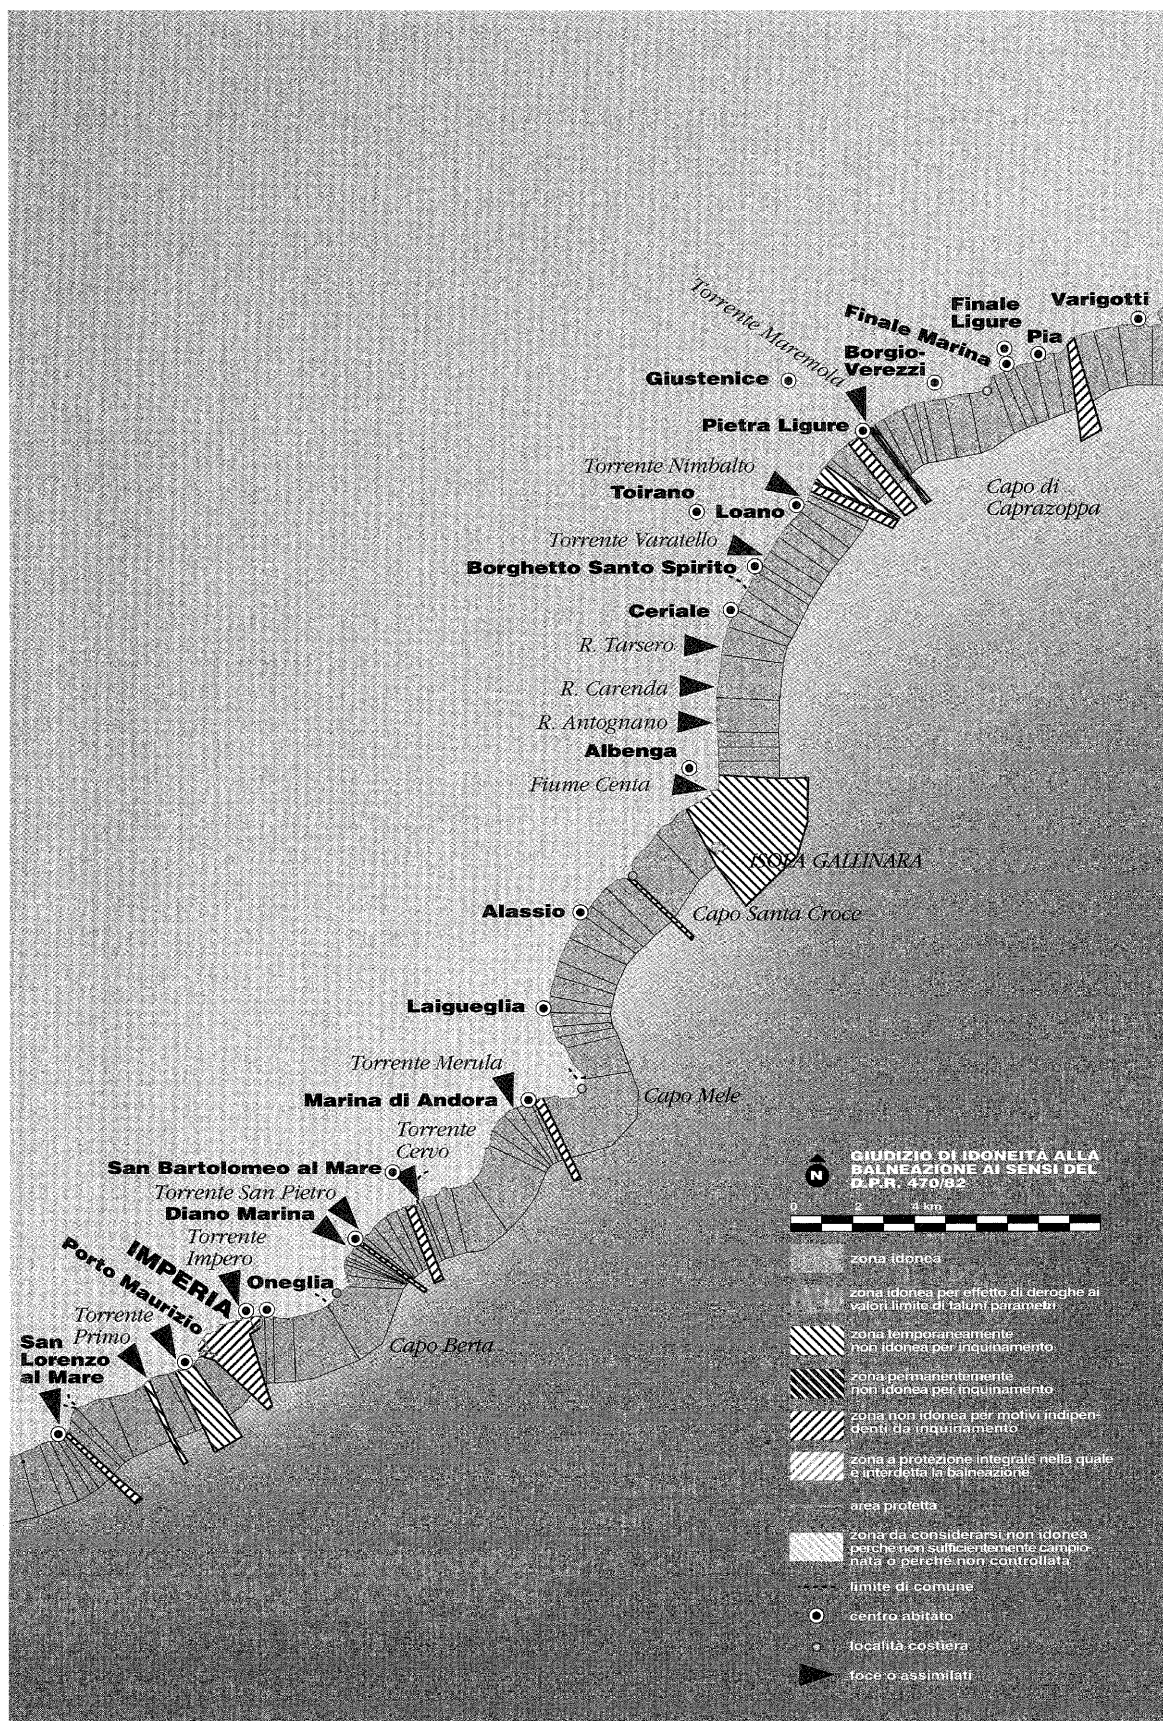 Varigotti
Finale
Ligure
Pia
Finale Marina
Torrente Maremola
Borgio-
Verezzi
Giustenice
Pietra Ligure
Torrente Nimbalto
Toirano
Loano
Capo di
Caprazoppa
Torrente Varatello
Borghetto Santo Spirito
Ceriale
R. Tarsero
R. Carenda
R. Antognano
Albenga
Fiume Centa
ISOLA GALLINARA
Alassio
Capo Santa Croce
Laigueglia
Torrente Merula
Capo Mele
Marina di Andora
Torrente
Cervo
San Bartolomeo al Mare
Torrente San Pietro
Diano Marina
Torrente
Impero
IMPERIA
Porto Maurizio
Oneglia
Torrente
Primo
Capo Berta
San
Lorenzo
al Mare
N
GIUDIZIO DI IDONEITÀ ALLA
BALNEAZIONE AI SENSI DEL
D.P.R. 470/82
0 2 4 km
zona idonea
zona idonea per effetto di deroghe ai
valori limite di taluni parametri
zona temporaneamente
non idonea per inquinamento
zona permanentemente
non idonea per inquinamento
zona non idonea per motivi indipen-
denti da inquinamento
zona a protezione integrale nella quale
è interdetta la balneazione
area protetta
zona da considerarsi non idonea
perché non sufficientemente campio-
nata o perché non controllata
limite di comune
centro abitato
località costiera
foce o assimilati